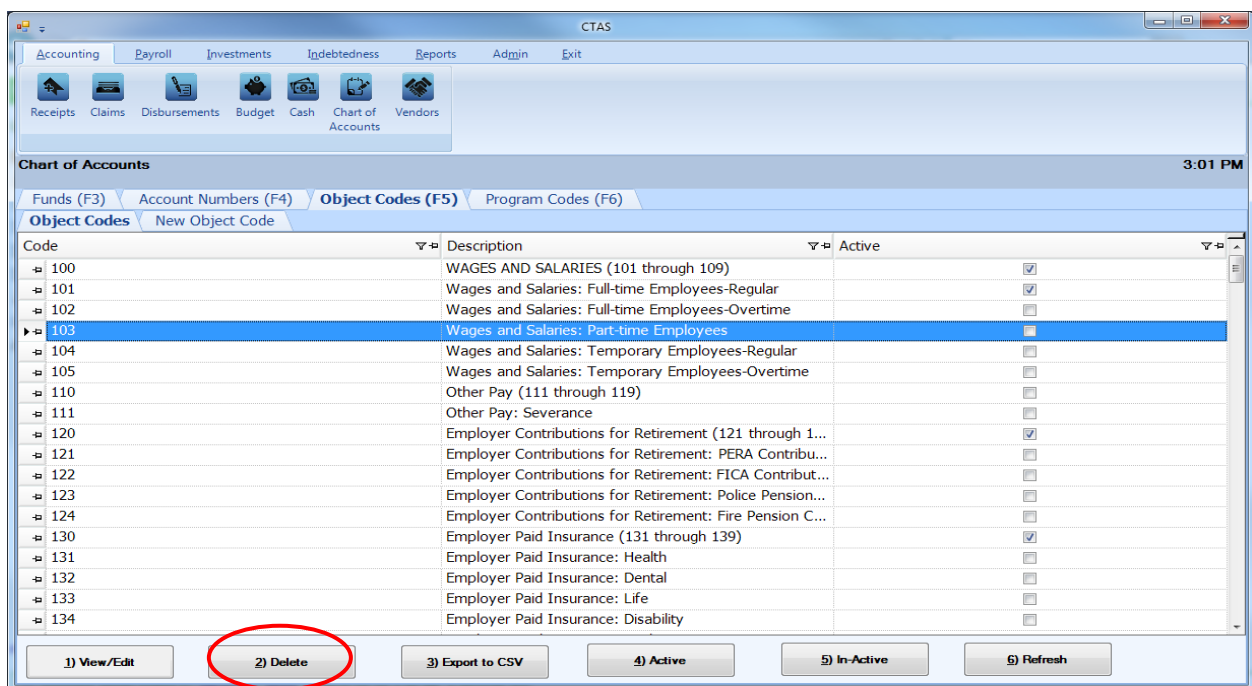 CTAS
Accounting Payroll Investments Indebtedness Reports Admin Exit
Receipts Claims Disbursements Budget Cash Chart of Accounts Vendors
Chart of Accounts 3:01 PM
Funds (F3) Account Numbers (F4) Object Codes (F5) Program Codes (F6)
Object Codes New Object Code
Code Description Active
100 WAGES AND SALARIES (101 through 109)
101 Wages and Salaries: Full-time Employees-Regular
102 Wages and Salaries: Full-time Employees-Overtime
103 Wages and Salaries: Part-time Employees
104 Wages and Salaries: Temporary Employees-Regular
105 Wages and Salaries: Temporary Employees-Overtime
110 Other Pay (111 through 119)
111 Other Pay: Severance
120 Employer Contributions for Retirement (121 through 1...
121 Employer Contributions for Retirement: PERA Contribu...
122 Employer Contributions for Retirement: FICA Contribut...
123 Employer Contributions for Retirement: Police Pension...
124 Employer Contributions for Retirement: Fire Pension C...
130 Employer Paid Insurance (131 through 139)
131 Employer Paid Insurance: Health
132 Employer Paid Insurance: Dental
133 Employer Paid Insurance: Life
134 Employer Paid Insurance: Disability
1) View/Edit 2) Delete 3) Export to CSV 4) Active 5) In-Active 6) Refresh